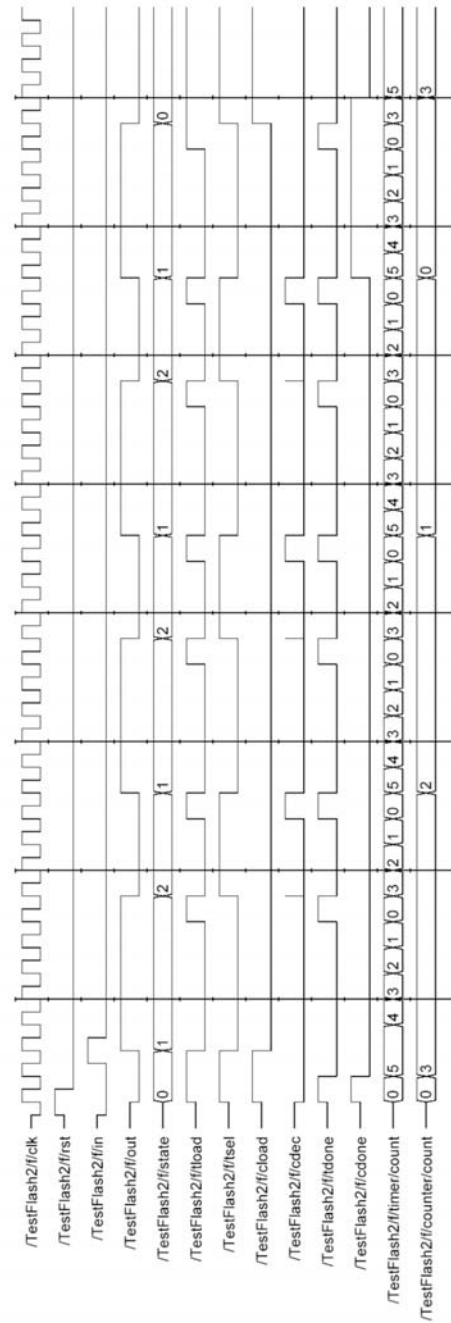 /TestFlash2/f/clk
/TestFlash2/f/rst
/TestFlash2/f/in
/TestFlash2/f/out
/TestFlash2/f/state 0 1 2 1 2 1 2 1 0
/TestFlash2/f/tload
/TestFlash2/f/tsel
/TestFlash2/f/cload
/TestFlash2/f/cdec
/TestFlash2/f/tdone
/TestFlash2/f/cdone
/TestFlash2/f/timer/count 0 5 4 3 2 1 0 3 2 1 0 5 4 3 2 1 0 3 2 1 0 5 4 3 2 1 0 3 2 1 0 5 4 3 2 1 0 3 5
/TestFlash2/f/counter/count 0 3 2 1 0 3